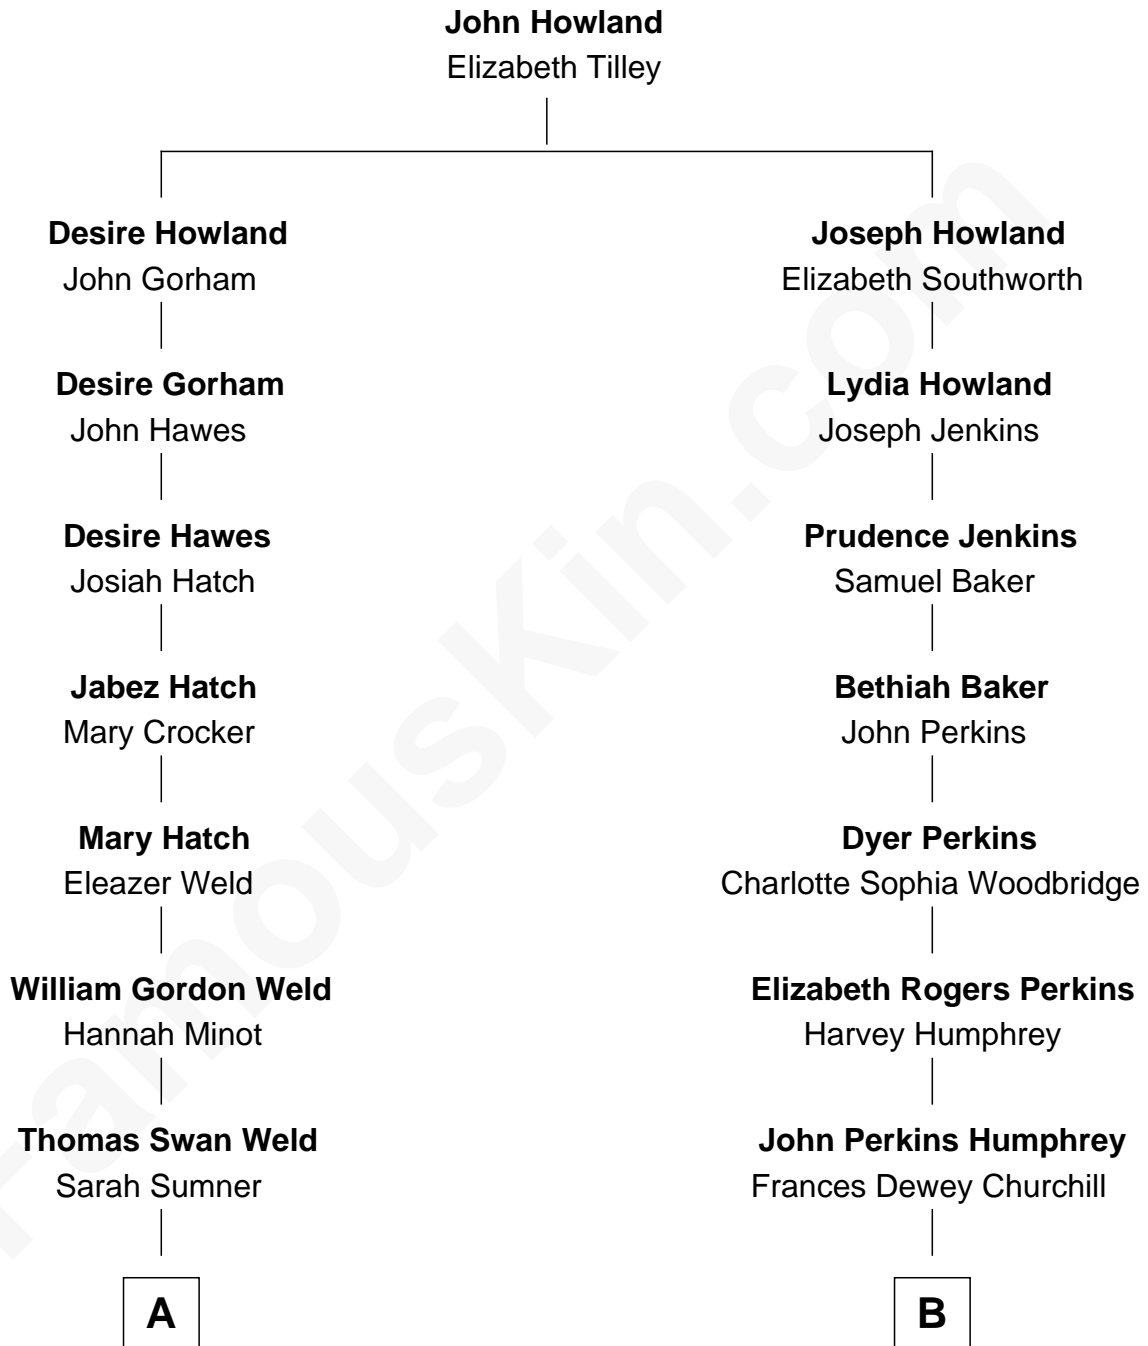 John Howland
Elizabeth Tilley
Desire Howland
John Gorham
Joseph Howland
Elizabeth Southworth
Desire Gorham
John Hawes
Lydia Howland
Joseph Jenkins
Desire Hawes
Josiah Hatch
Prudence Jenkins
Samuel Baker
Jabez Hatch
Mary Crocker
Bethiah Baker
John Perkins
Mary Hatch
Eleazer Weld
Dyer Perkins
Charlotte Sophia Woodbridge
William Gordon Weld
Hannah Minot
Elizabeth Rogers Perkins
Harvey Humphrey
Thomas Swan Weld
Sarah Sumner
John Perkins Humphrey
Frances Dewey Churchill
A
B
FamousKin.com